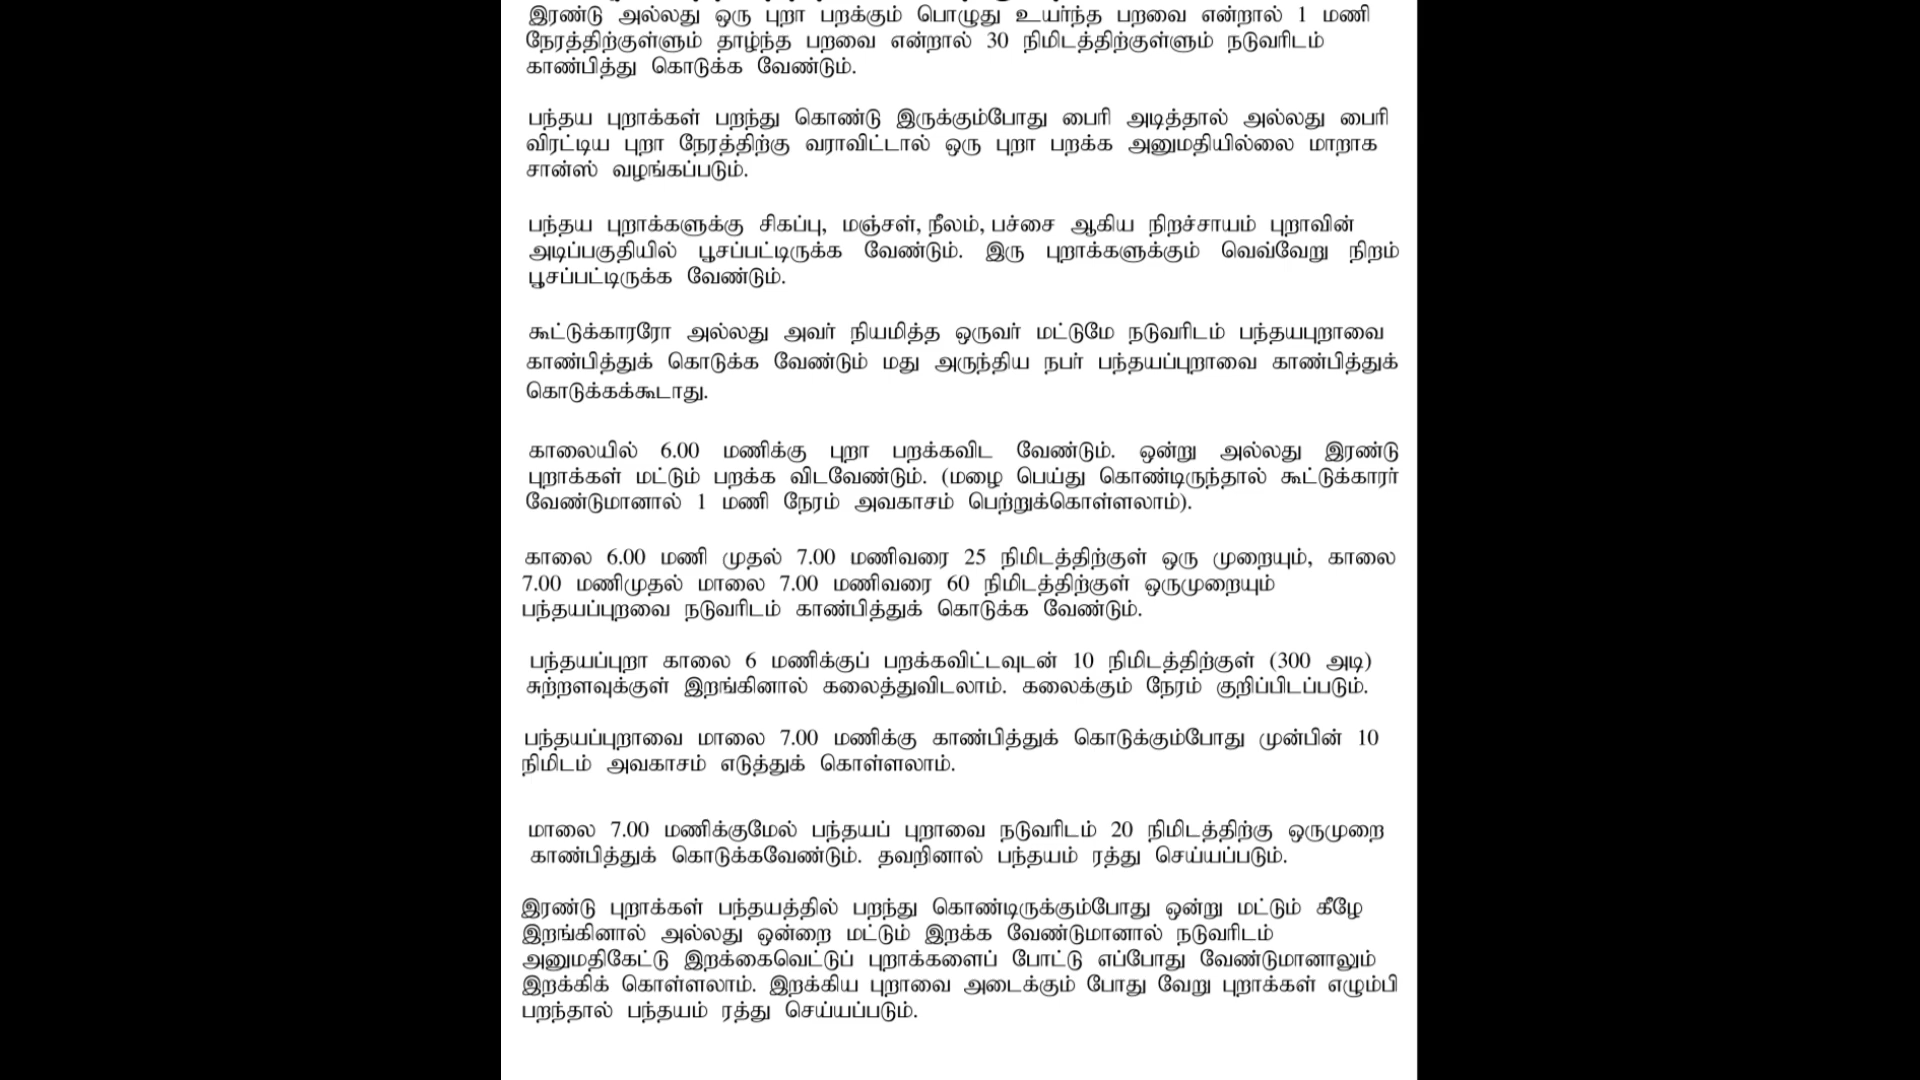 இரண்டு அல்லது ஒரு புறா பறக்கும் பொழுது உயர்ந்த பறவை என்றால் 1 மணி
நேரத்திற்குள்ளும் தாழ்ந்த பறவை என்றால் 30 நிமிடத்திற்குள்ளும் நடுவரிடம்
காண்பித்து கொடுக்க வேண்டும்.
பந்தய புறாக்கள் பறந்து கொண்டு இருக்கும்போது பைரி அடித்தால் அல்லது பைரி
விரட்டிய புறா நேரத்திற்கு வராவிட்டால் ஒரு புறா பறக்க அனுமதியில்லை மாறாக
சான்ஸ் வழங்கப்படும்.
பந்தய புறாக்களுக்கு சிகப்பு, மஞ்சள், நீலம், பச்சை ஆகிய நிறச்சாயம் புறாவின்
அடிப்பகுதியில் பூசப்பட்டிருக்க வேண்டும். இரு புறாக்களுக்கும் வெவ்வேறு நிறம்
பூசப்பட்டிருக்க வேண்டும்.
கூட்டுக்காரரோ அல்லது அவர் நியமித்த ஒருவர் மட்டுமே நடுவரிடம் பந்தயபுறாவை
காண்பித்துக் கொடுக்க வேண்டும் மது அருந்திய நபர் பந்தயப்புறாவை காண்பித்துக்
கொடுக்கக்கூடாது.
காலையில் 6.00 மணிக்கு புறா பறக்கவிட வேண்டும். ஒன்று அல்லது இரண்டு
புறாக்கள் மட்டும் பறக்க விடவேண்டும். (மழை பெய்து கொண்டிருந்தால் கூட்டுக்காரர்
வேண்டுமானால் 1 மணி நேரம் அவகாசம் பெற்றுக்கொள்ளலாம்).
காலை 6.00 மணி முதல் 7.00 மணிவரை 25 நிமிடத்திற்குள் ஒரு முறையும், காலை
7.00 மணிமுதல் மாலை 7.00 மணிவரை 60 நிமிடத்திற்குள் ஒருமுறையும்
பந்தயப்புறவை நடுவரிடம் காண்பித்துக் கொடுக்க வேண்டும்.
பந்தயப்புறா காலை 6 மணிக்குப் பறக்கவிட்டவுடன் 10 நிமிடத்திற்குள் (300 அடி)
சுற்றளவுக்குள் இறங்கினால் கலைத்துவிடலாம். கலைக்கும் நேரம் குறிப்பிடப்படும்.
பந்தயப்புறாவை மாலை 7.00 மணிக்கு காண்பித்துக் கொடுக்கும்போது முன்பின் 10
நிமிடம் அவகாசம் எடுத்துக் கொள்ளலாம்.
மாலை 7.00 மணிக்குமேல் பந்தயப் புறாவை நடுவரிடம் 20 நிமிடத்திற்கு ஒருமுறை
காண்பித்துக் கொடுக்கவேண்டும். தவறினால் பந்தயம் ரத்து செய்யப்படும்.
இரண்டு புறாக்கள் பந்தயத்தில் பறந்து கொண்டிருக்கும்போது ஒன்று மட்டும் கீழே
இறங்கினால் அல்லது ஒன்றை மட்டும் இறக்க வேண்டுமானால் நடுவரிடம்
அனுமதிகேட்டு இறக்கைவெட்டுப் புறாக்களைப் போட்டு எப்போது வேண்டுமானாலும்
இறக்கிக் கொள்ளலாம். இறக்கிய புறாவை அடைக்கும் போது வேறு புறாக்கள் எழும்பி
பறந்தால் பந்தயம் ரத்து செய்யப்படும்.